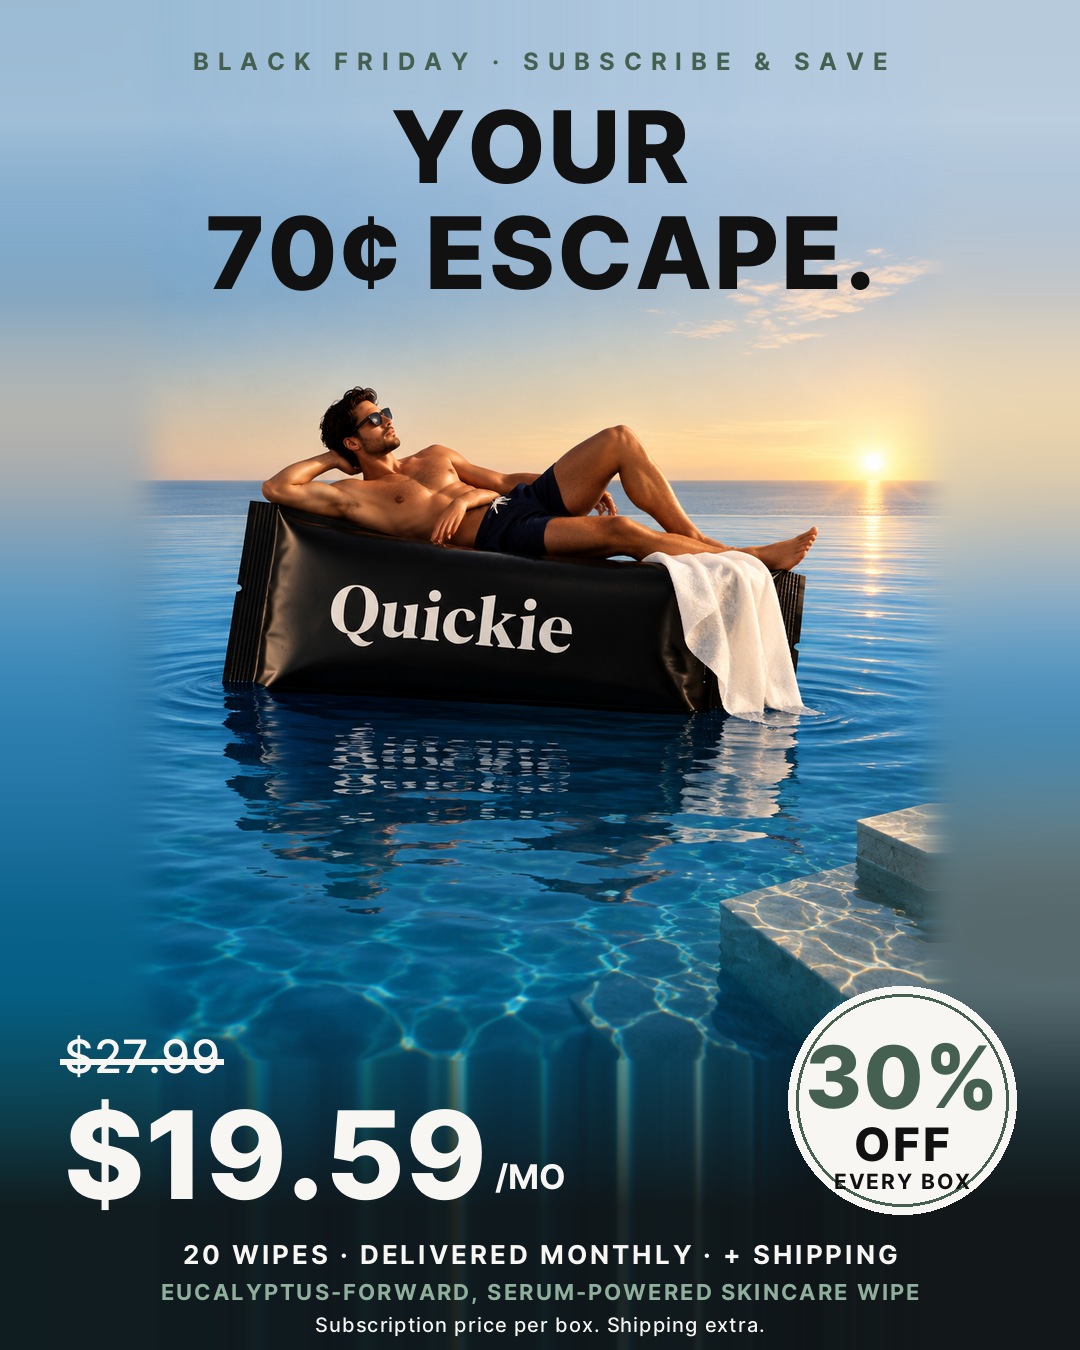 BLACK FRIDAY · SUBSCRIBE & SAVE
YOUR
70¢ ESCAPE.
Quickie
$27.99
$19.59 /MO
30%
OFF
EVERY BOX
20 WIPES · DELIVERED MONTHLY · + SHIPPING
EUCALYPTUS-FORWARD, SERUM-POWERED SKINCARE WIPE
Subscription price per box. Shipping extra.